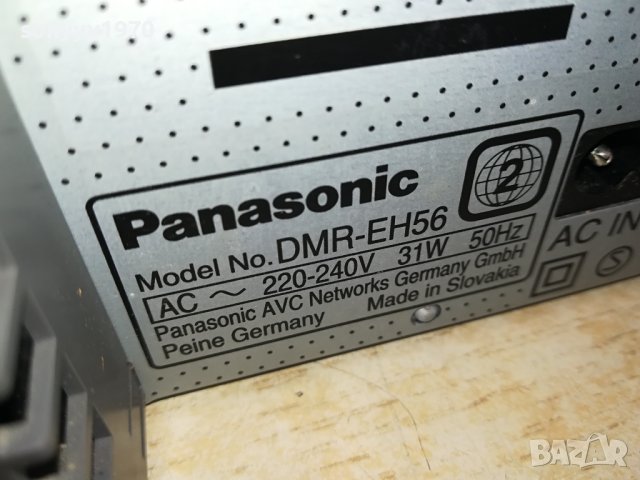 Panasonic
2
Model No. DMR-EH56
AC ～ 220-240V 31W 50Hz
Panasonic AVC Networks Germany GmbH
Peine Germany Made in Slovakia
AC IN
S
BAZAR.bg